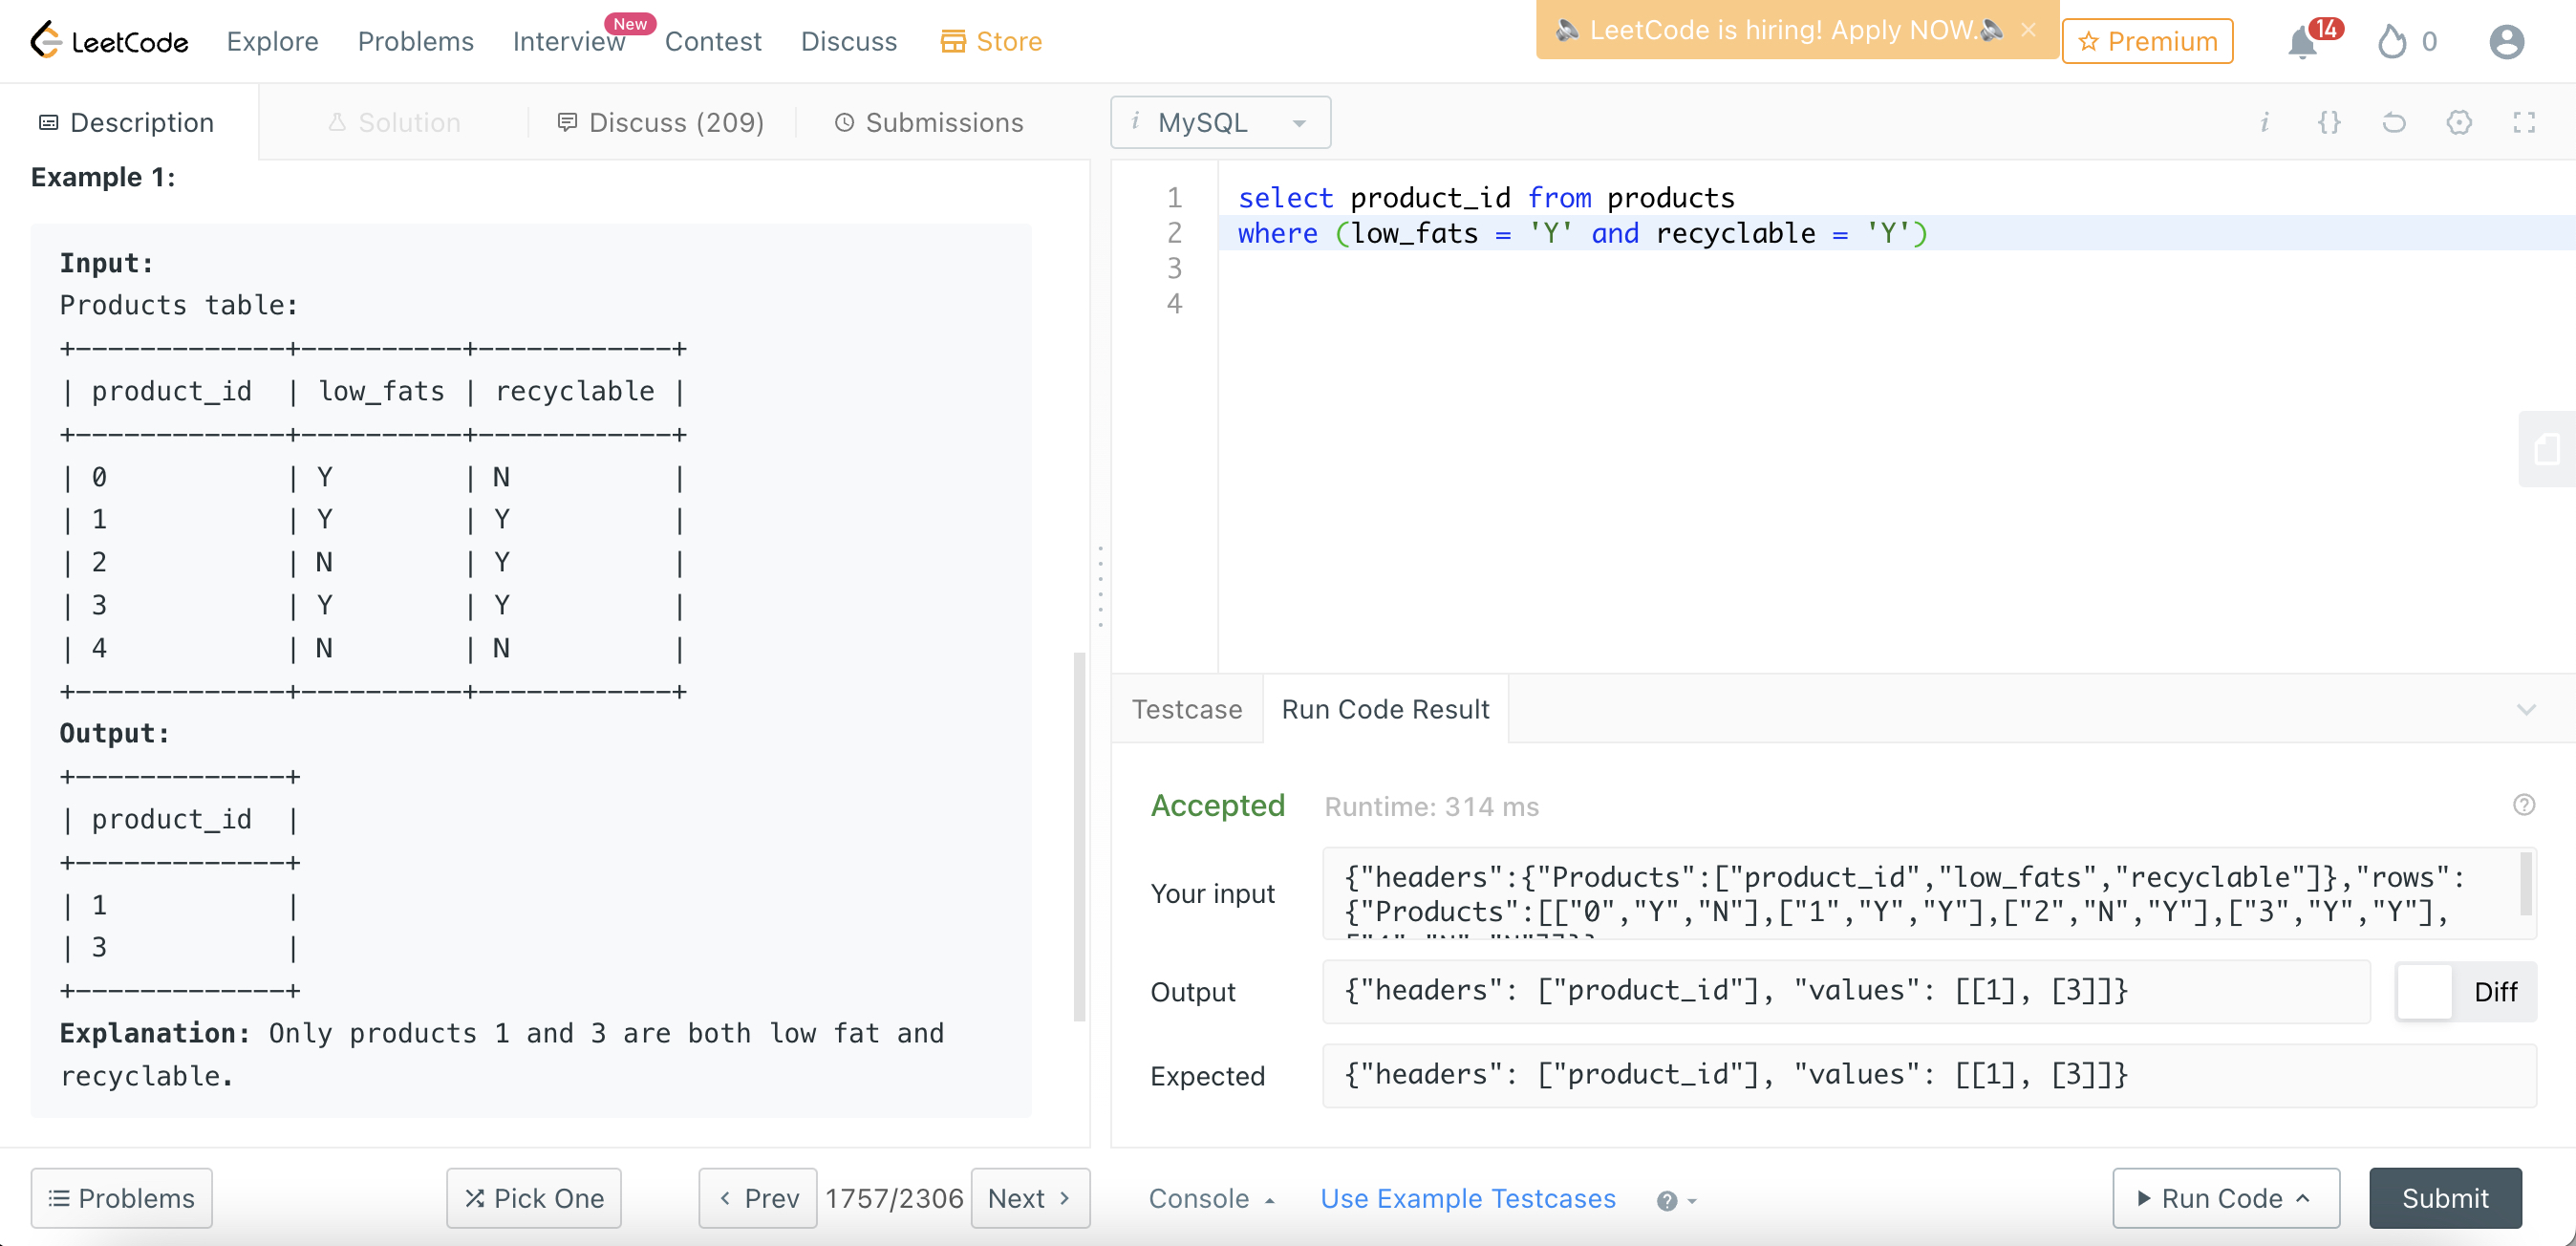 LeetCode Explore Problems Interview New Contest Discuss Store
🔈 LeetCode is hiring! Apply NOW.🔈 ×
Premium 14 0
Description Solution Discuss (209) Submissions
i MySQL
i {}
Example 1:
Input:
Products table:
+-------------+----------+------------+
| product_id  | low_fats | recyclable |
+-------------+----------+------------+
| 0           | Y        | N          |
| 1           | Y        | Y          |
| 2           | N        | Y          |
| 3           | Y        | Y          |
| 4           | N        | N          |
+-------------+----------+------------+
Output:
+-------------+
| product_id  |
+-------------+
| 1           |
| 3           |
+-------------+
Explanation: Only products 1 and 3 are both low fat and
recyclable.
1 select product_id from products
2 where (low_fats = 'Y' and recyclable = 'Y')
3
4
Testcase Run Code Result
Accepted Runtime: 314 ms
Your input
{"headers":{"Products":["product_id","low_fats","recyclable"]},"rows":
{"Products":[["0","Y","N"],["1","Y","Y"],["2","N","Y"],["3","Y","Y"],
Output {"headers": ["product_id"], "values": [[1], [3]]} Diff
Expected {"headers": ["product_id"], "values": [[1], [3]]}
Problems Pick One Prev 1757/2306 Next Console Use Example Testcases Run Code Submit